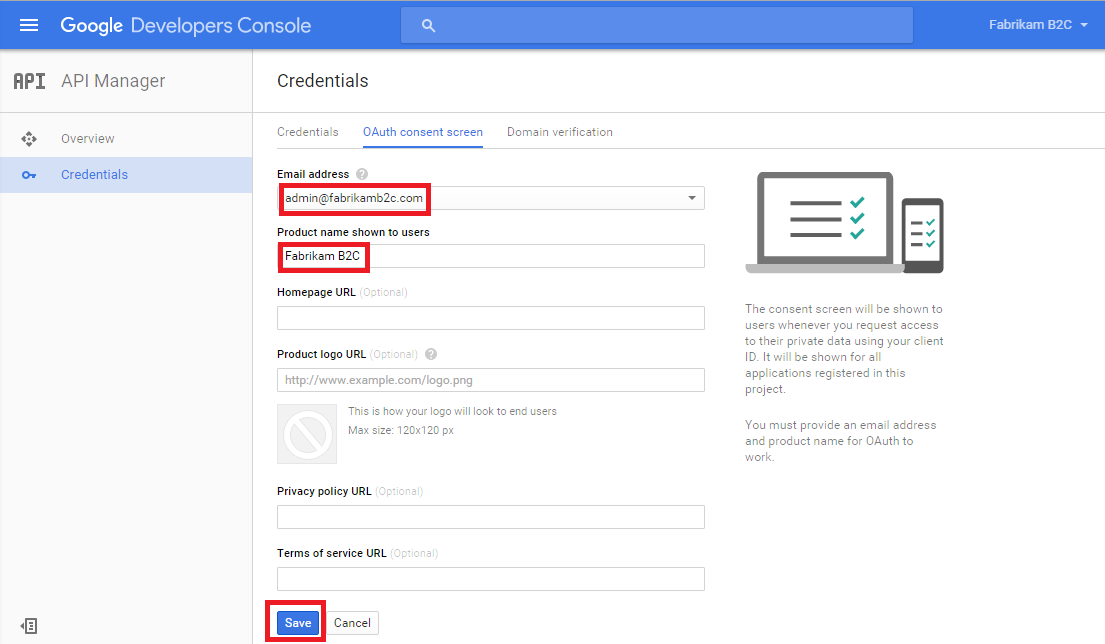 Google Developers Console
Fabrikam B2C
API API Manager
Overview
Credentials
Credentials
Credentials OAuth consent screen Domain verification
Email address ?
admin@fabrikamb2c.com
Product name shown to users
Fabrikam B2C
Homepage URL (Optional)
Product logo URL (Optional) ?
http://www.example.com/logo.png
This is how your logo will look to end users
Max size: 120x120 px
Privacy policy URL (Optional)
Terms of service URL (Optional)
Save Cancel
The consent screen will be shown to
users whenever you request access
to their private data using your client
ID. It will be shown for all
applications registered in this
project.
You must provide an email address
and product name for OAuth to
work.